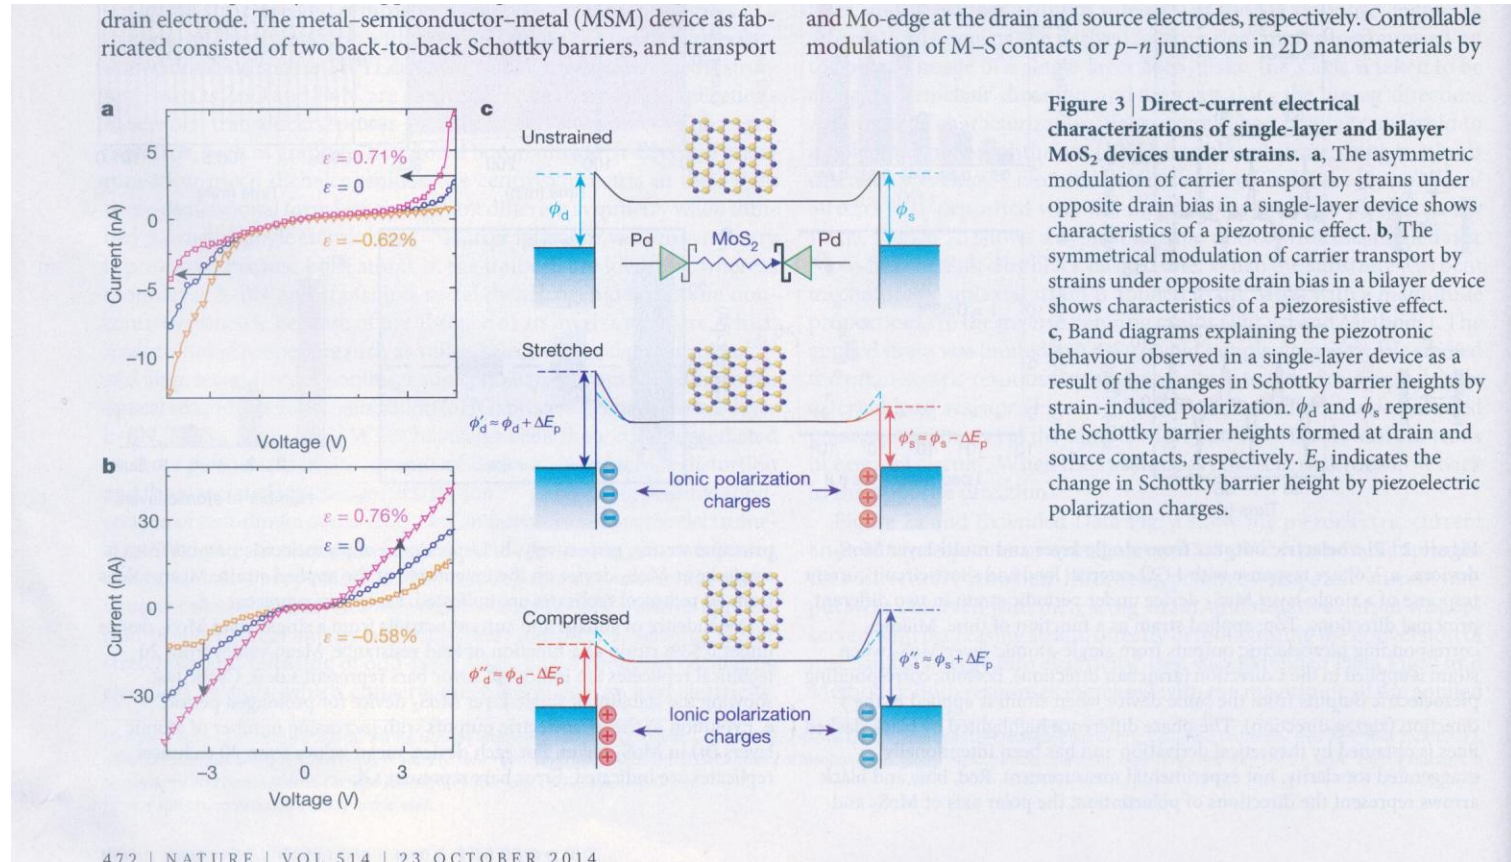 drain electrode. The metal–semiconductor–metal (MSM) device as fab-
ricated consisted of two back-to-back Schottky barriers, and transport
and Mo-edge at the drain and source electrodes, respectively. Controllable
modulation of M–S contacts or p–n junctions in 2D nanomaterials by
a
5
0
−5
−10
Current (nA)
ε = 0.71%
ε = 0
ε = −0.62%
Voltage (V)
b
30
0
−30
Current (nA)
ε = 0.76%
ε = 0
ε = −0.58%
−3 0 3
Voltage (V)
c
Unstrained
ϕd
Pd MoS2 Pd
ϕs
Stretched
ϕ′d ≈ ϕd + ΔEp
ϕ′s ≈ ϕs − ΔE′p
Ionic polarization
charges
Compressed
ϕ″d ≈ ϕd − ΔE′p
ϕ″s ≈ ϕs + ΔEp
Ionic polarization
charges
Figure 3 | Direct-current electrical
characterizations of single-layer and bilayer
MoS2 devices under strains. a, The asymmetric
modulation of carrier transport by strains under
opposite drain bias in a single-layer device shows
characteristics of a piezotronic effect. b, The
symmetrical modulation of carrier transport by
strains under opposite drain bias in a bilayer device
shows characteristics of a piezoresistive effect.
c, Band diagrams explaining the piezotronic
behaviour observed in a single-layer device as a
result of the changes in Schottky barrier heights by
strain-induced polarization. ϕd and ϕs represent
the Schottky barrier heights formed at drain and
source contacts, respectively. Ep indicates the
change in Schottky barrier height by piezoelectric
polarization charges.
472 | NATURE | VOL 514 | 23 OCTOBER 2014